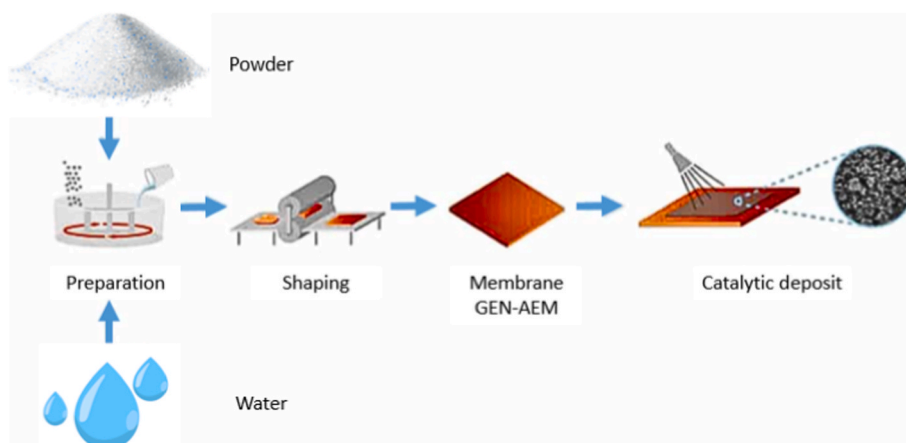 Powder
Preparation
Shaping
Membrane
GEN-AEM
Catalytic deposit
Water